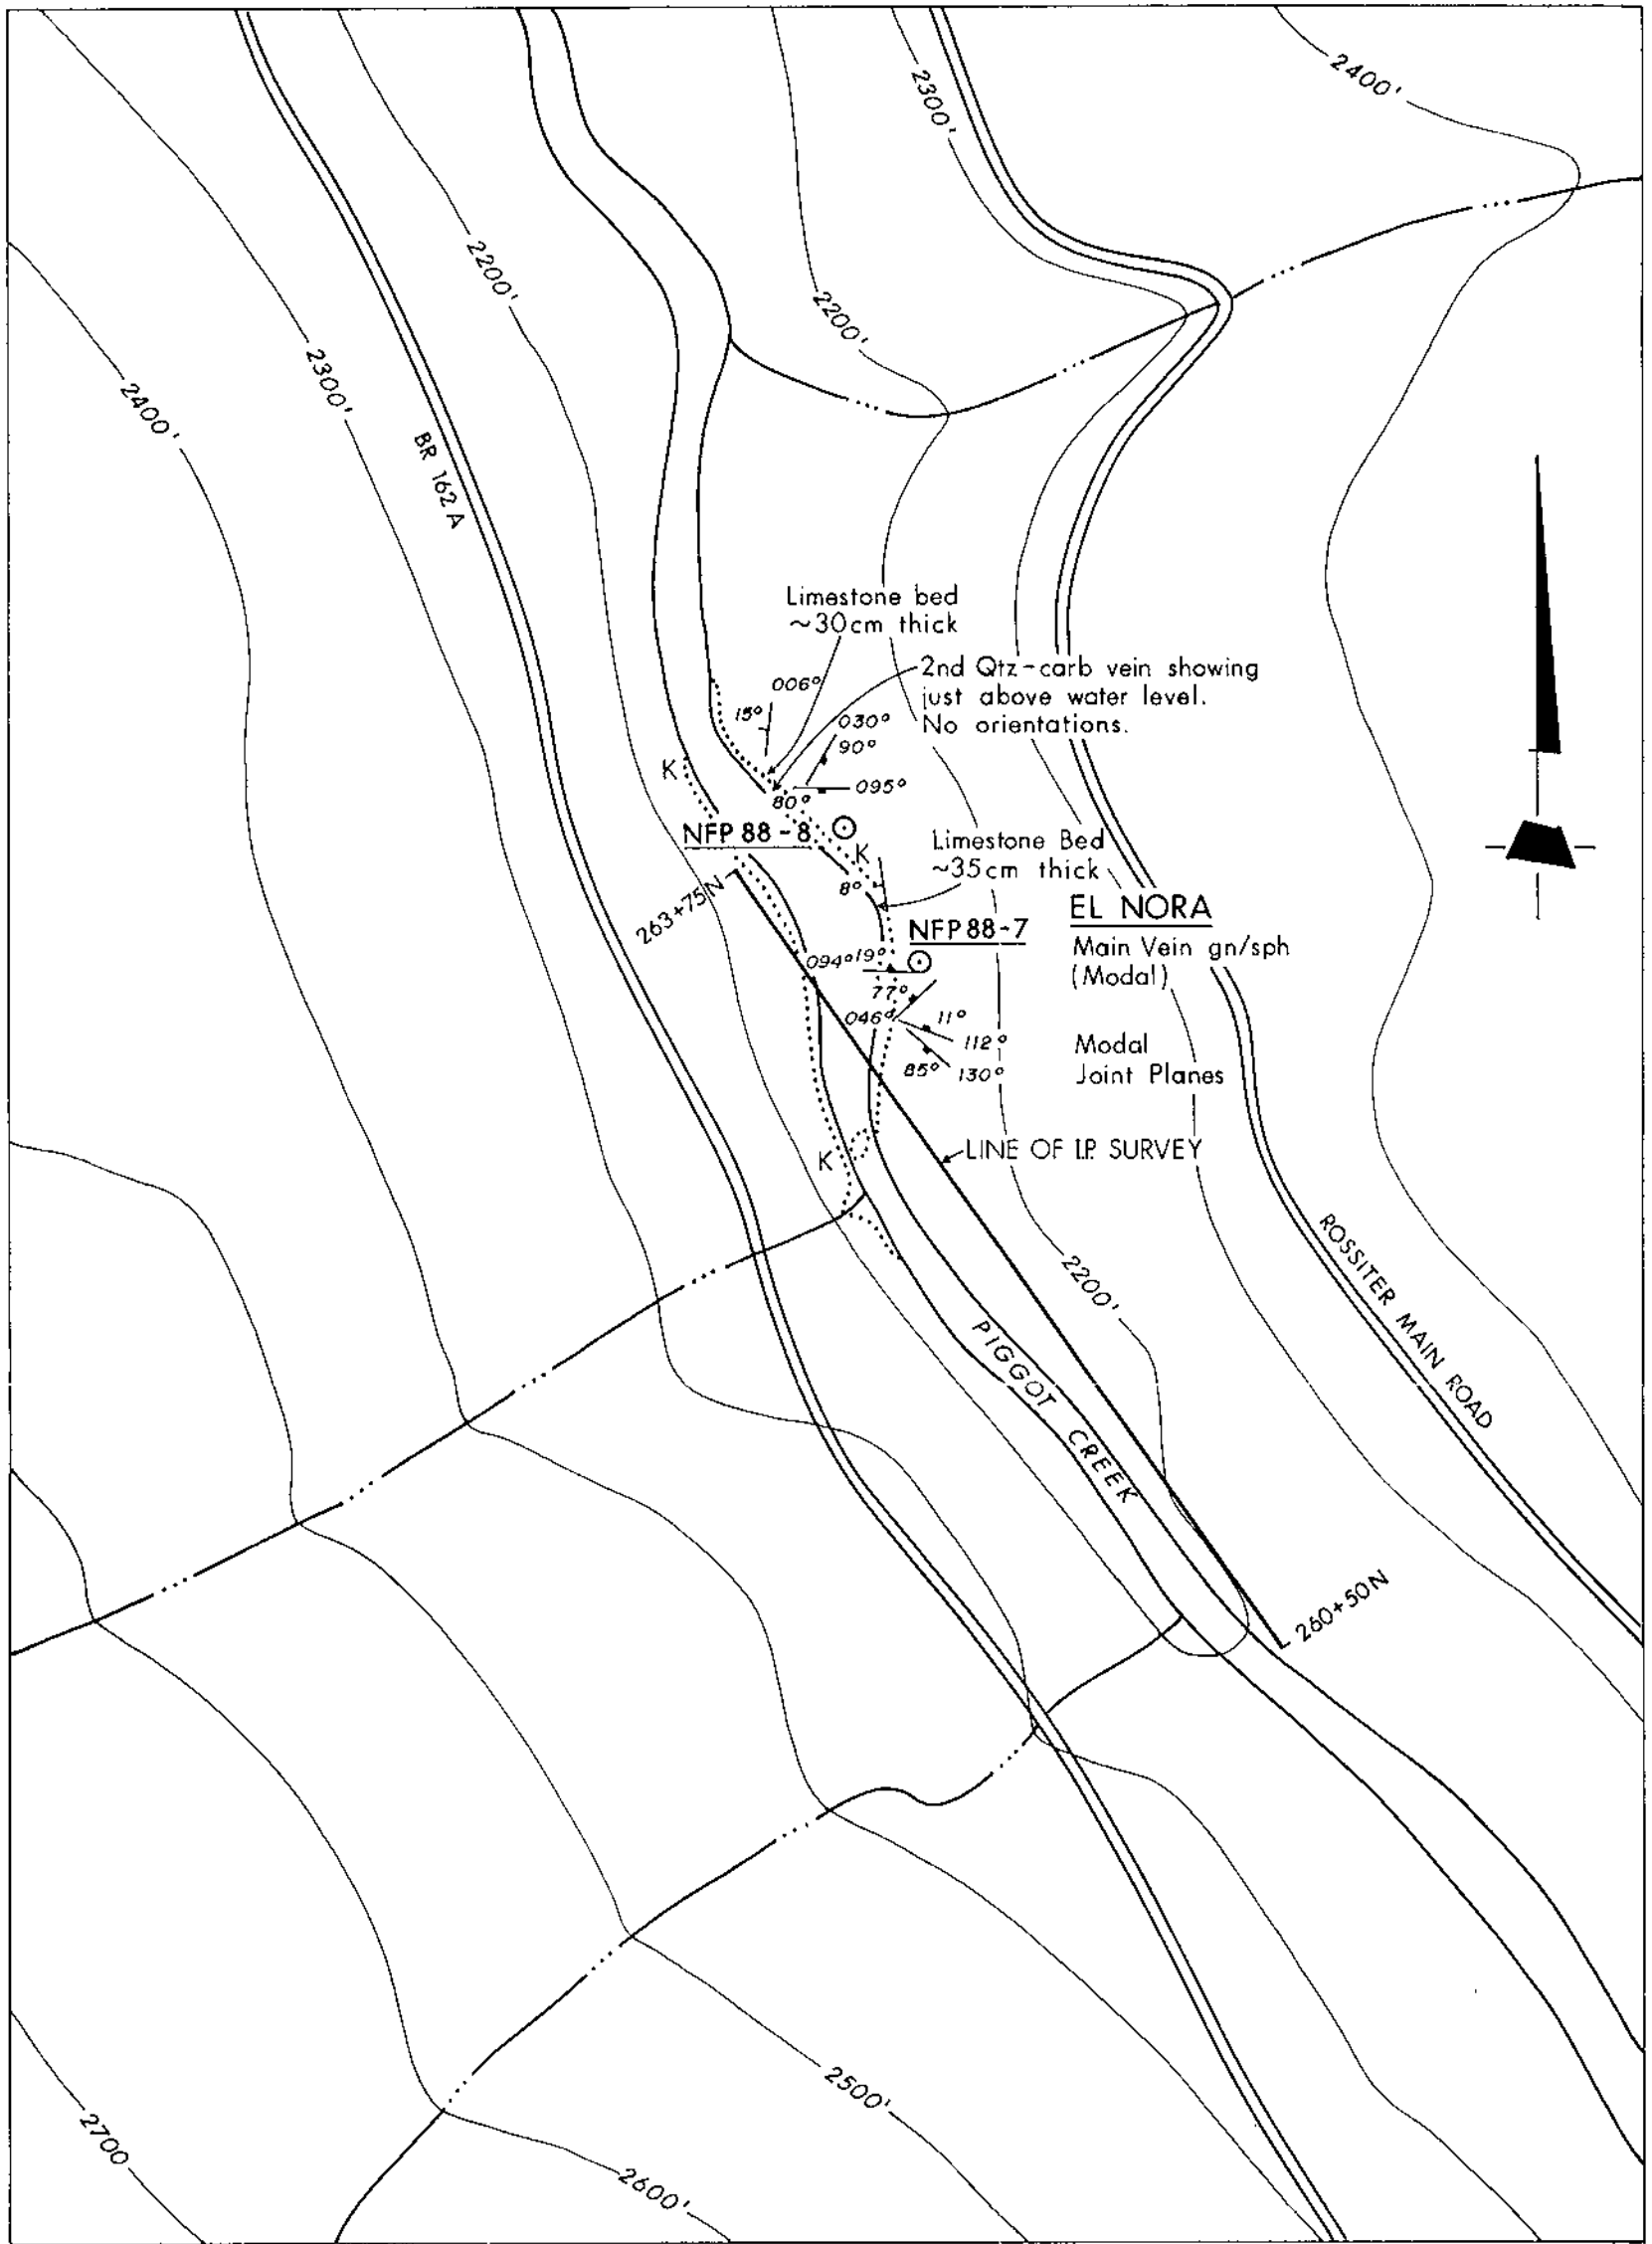 2400'
2300'
2200'
2200'
2300'
2400'
BR 162A
Limestone bed
~30cm thick
2nd Qtz-carb vein showing
just above water level.
No orientations.
006°
15°
030°
90°
095°
80°
K
NFP 88-8
K
Limestone Bed
~35cm thick
8°
263+75N
EL NORA
Main Vein gn/sph
(Modal)
NFP 88-7
094°
19°
77°
046°
11°
112°
85°
130°
Modal
Joint Planes
K
LINE OF I.P. SURVEY
2200'
ROSSITER MAIN ROAD
PIGGOT CREEK
260+50N
2500'
2600'
2700